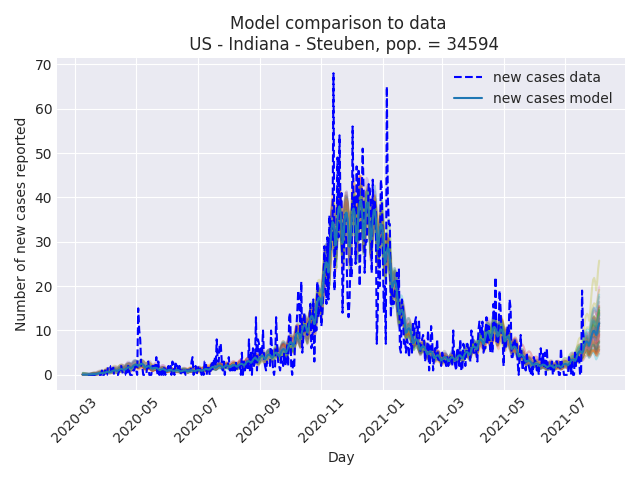 Model comparison to data
US - Indiana - Steuben, pop. = 34594
new cases data
new cases model
Number of new cases reported
70
60
50
40
30
20
10
0
2020-03
2020-05
2020-07
2020-09
2020-11
2021-01
2021-03
2021-05
2021-07
Day